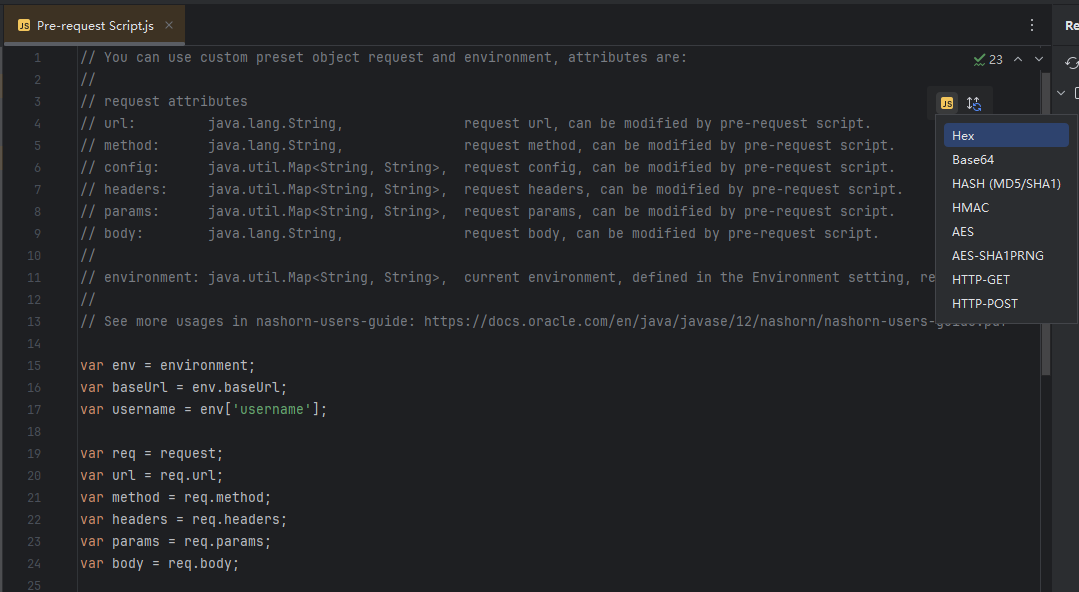 JS Pre-request Script.js ×
Re
23
1 // You can use custom preset object request and environment, attributes are:
2 //
3 // request attributes
4 // url: java.lang.String, request url, can be modified by pre-request script.
5 // method: java.lang.String, request method, can be modified by pre-request script.
6 // config: java.util.Map<String, String>, request config, can be modified by pre-request script.
7 // headers: java.util.Map<String, String>, request headers, can be modified by pre-request script.
8 // params: java.util.Map<String, String>, request params, can be modified by pre-request script.
9 // body: java.lang.String, request body, can be modified by pre-request script.
10 //
11 // environment: java.util.Map<String, String>, current environment, defined in the Environment setting, re
12 //
13 // See more usages in nashorn-users-guide: https://docs.oracle.com/en/java/javase/12/nashorn/nashorn-users-guide.pdf
14
15 var env = environment;
16 var baseUrl = env.baseUrl;
17 var username = env['username'];
18
19 var req = request;
20 var url = req.url;
21 var method = req.method;
22 var headers = req.headers;
23 var params = req.params;
24 var body = req.body;
25
JS
Hex
Base64
HASH (MD5/SHA1)
HMAC
AES
AES-SHA1PRNG
HTTP-GET
HTTP-POST